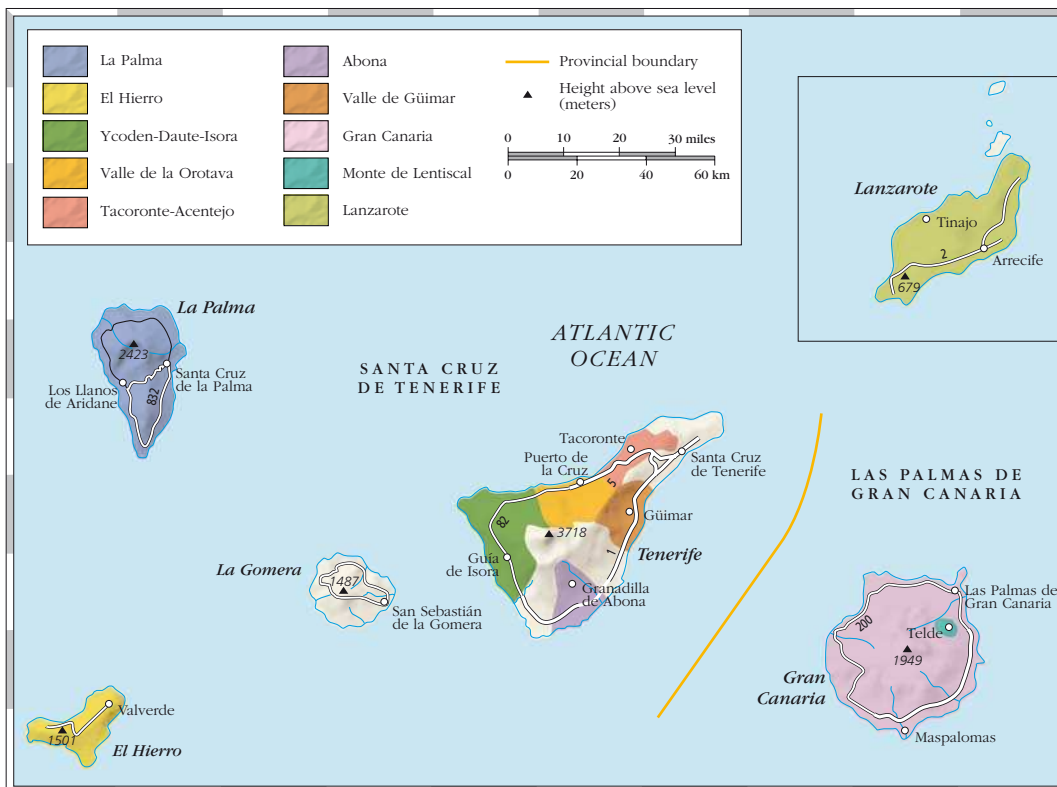 La Palma
El Hierro
Ycoden-Daute-Isora
Valle de la Orotava
Tacoronte-Acentejo
Abona
Valle de Güimar
Gran Canaria
Monte de Lentiscal
Lanzarote
Provincial boundary
Height above sea level
(meters)
0 10 20 30 miles
0 20 40 60 km
Lanzarote
Tinajo
2
Arrecife
679
La Palma
2423
Santa Cruz
de la Palma
Los Llanos
de Aridane
832
ATLANTIC
OCEAN
SANTA CRUZ
DE TENERIFE
Tacoronte
Puerto de
la Cruz
Santa Cruz
de Tenerife
5
82
Güimar
3718
1
Tenerife
Guía
de Isora
Granadilla
de Abona
LAS PALMAS DE
GRAN CANARIA
La Gomera
1487
San Sebastián
de la Gomera
Las Palmas de
Gran Canaria
200
Telde
1949
Gran
Canaria
Maspalomas
Valverde
1501
El Hierro